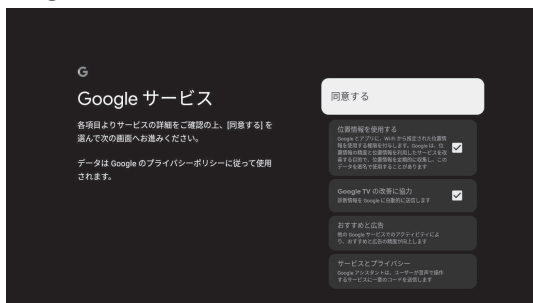 G
Google サービス
各項目よりサービスの詳細をご確認の上、[同意する] を
選んで次の画面へお進みください。
データは Google のプライバシーポリシーに従って使用
されます。
同意する
位置情報を使用する
Google とアプリに、Wi-Fi から推定された位置情
報を使用する権限を付与します。Google は、位
置情報の精度と位置情報を利用したサービスを改
善する目的で、位置情報を定期的に収集し、この
データを匿名で使用することがあります
Google TV の改善に協力
診断情報を Google に自動的に送信します
おすすめと広告
他の Google サービスでのアクティビティによ
り、おすすめと広告の精度が向上します
サービスとプライバシー
Google アシスタントは、ユーザーが音声で操作
するサービスに一意のコードを送信します